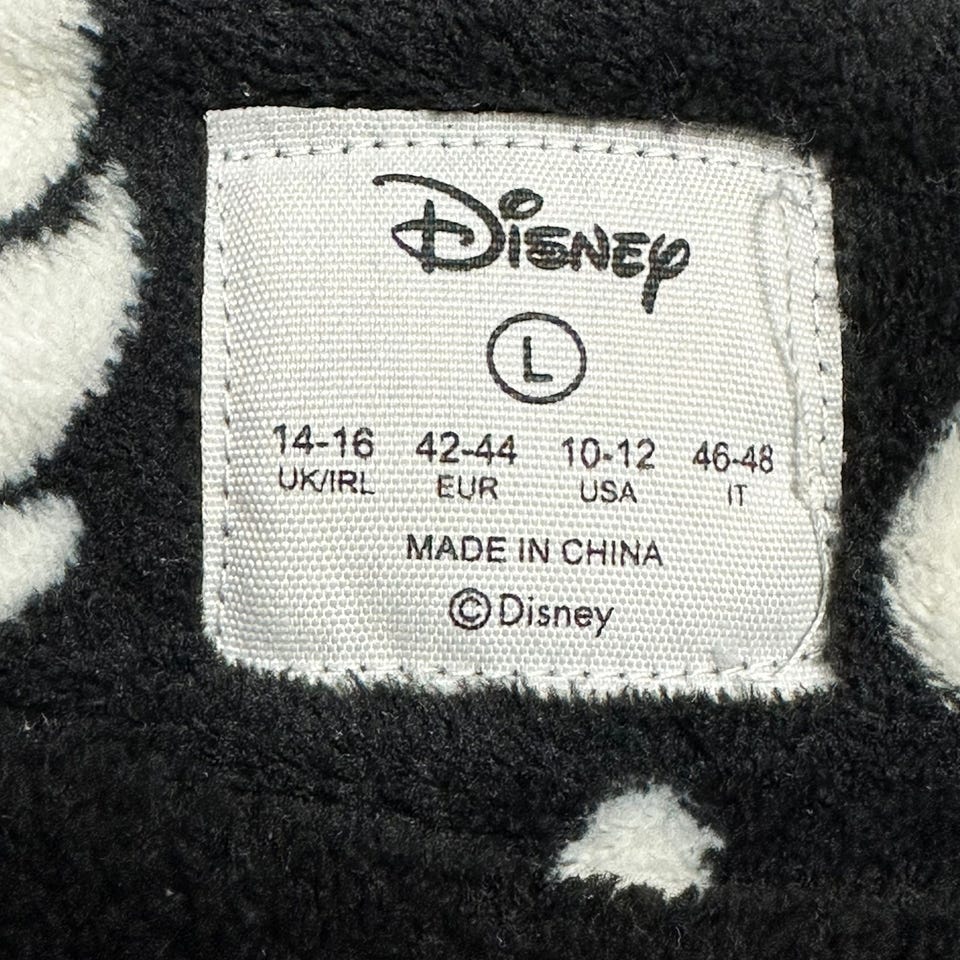 Disney
L
14-16 42-44 10-12 46-48
UK/IRL EUR USA IT
MADE IN CHINA
©Disney